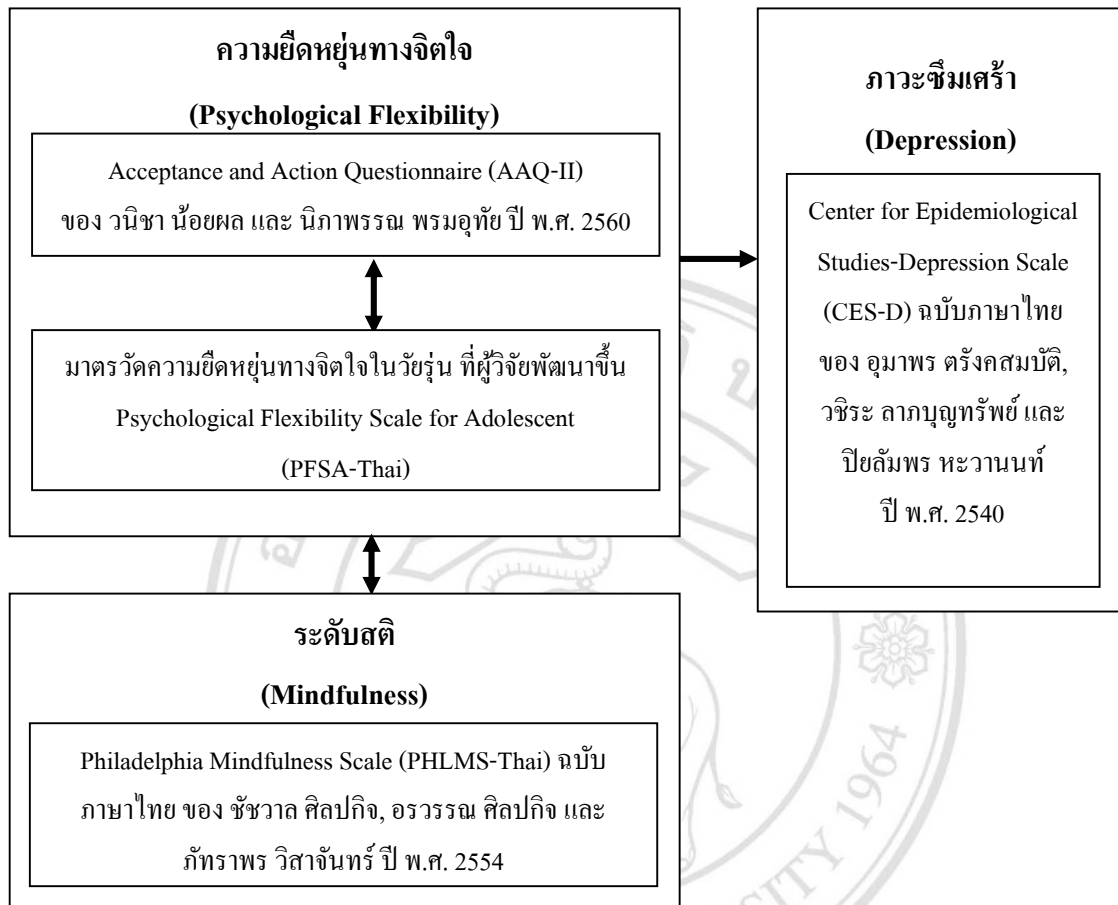 ความยืดหยุ่นทางจิตใจ
(Psychological Flexibility)
Acceptance and Action Questionnaire (AAQ-II)
ของ วนิชา น้อยผล และ นิภาพรรณ พรมอุทัย ปี พ.ศ. 2560
มาตรวัดความยืดหยุ่นทางจิตใจในวัยรุ่น ที่ผู้วิจัยพัฒนาขึ้น
Psychological Flexibility Scale for Adolescent
(PFSA-Thai)
ภาวะซึมเศร้า
(Depression)
Center for Epidemiological
Studies-Depression Scale
(CES-D) ฉบับภาษาไทย
ของ อุมาพร ตรังคสมบัติ,
วชิระ ลาภบุญทรัพย์ และ
ปิยลัมพร หะวานนท์
ปี พ.ศ. 2540
ระดับสติ
(Mindfulness)
Philadelphia Mindfulness Scale (PHLMS-Thai) ฉบับ
ภาษาไทย ของ ชัชวาล ศิลปกิจ, อรวรรณ ศิลปกิจ และ
ภัทราพร วิสาจันทร์ ปี พ.ศ. 2554
1964